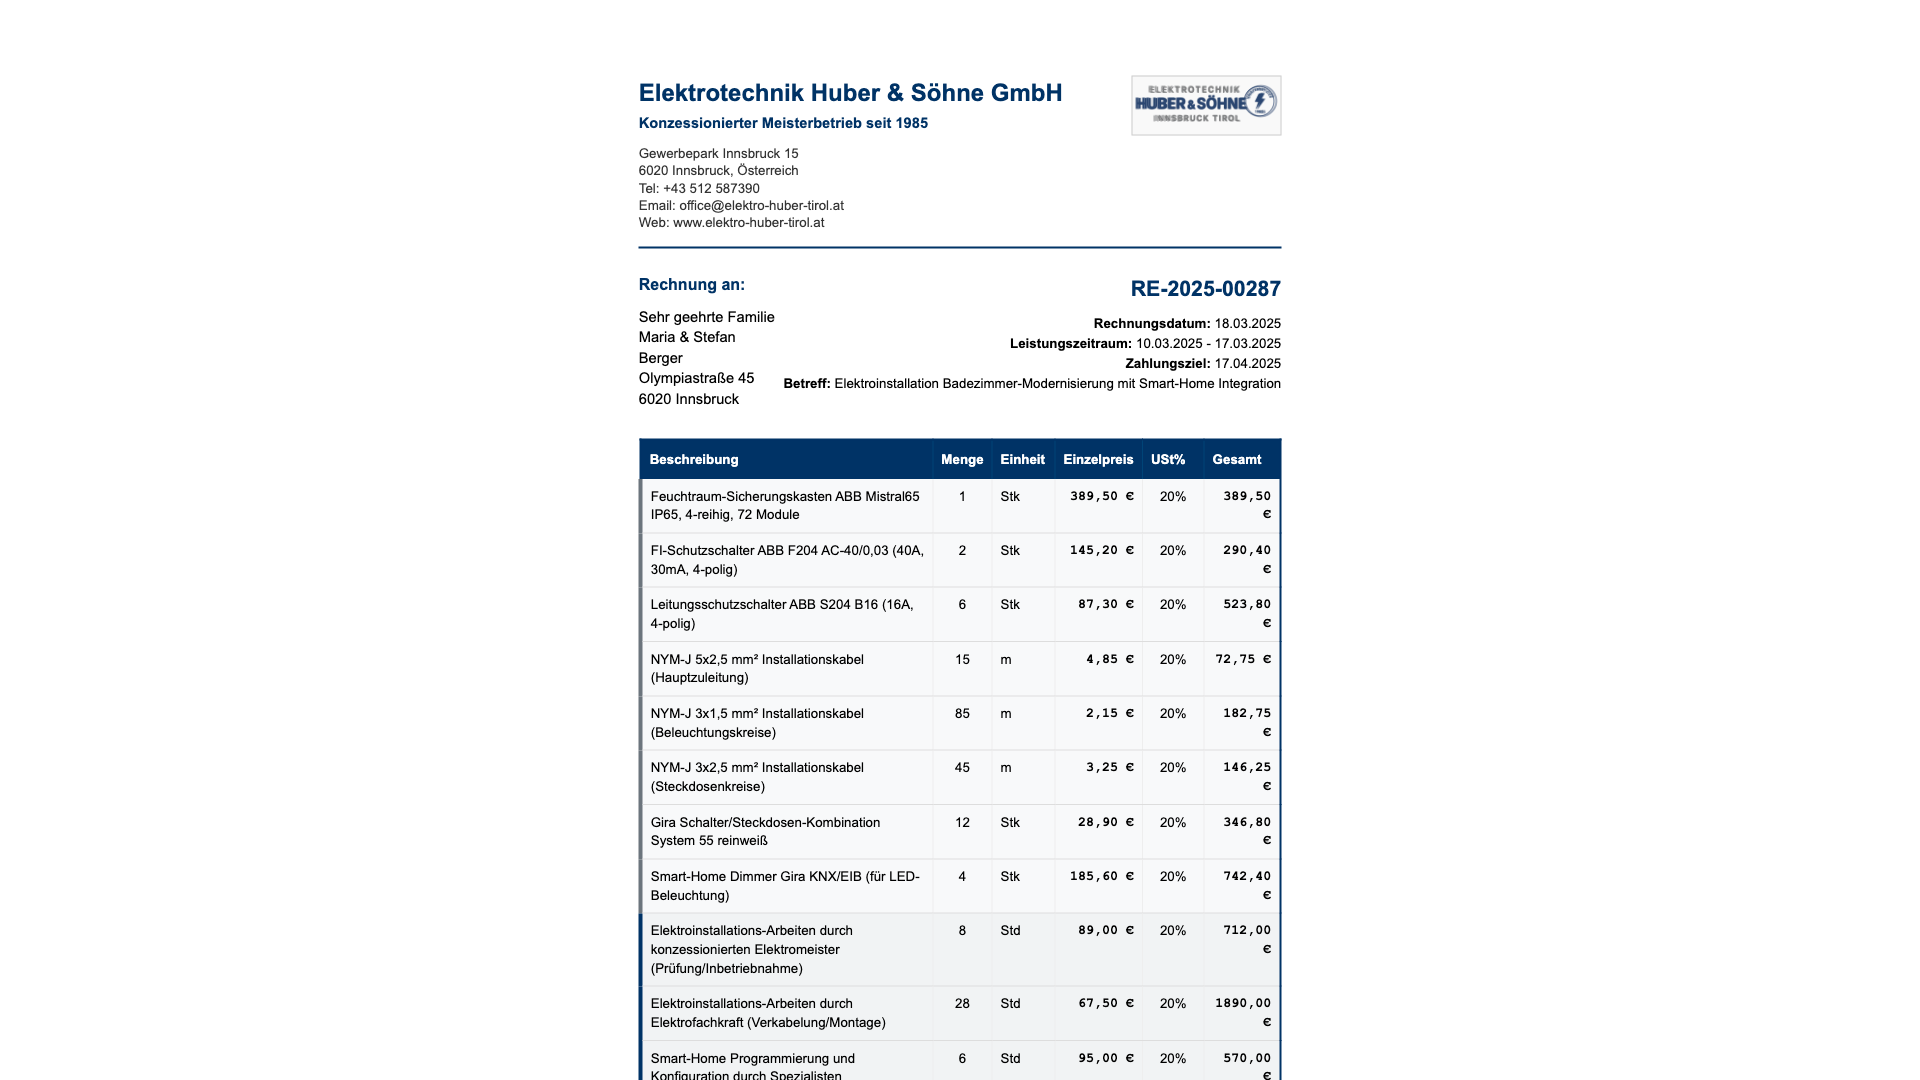 Elektrotechnik Huber & Söhne GmbH
Konzessionierter Meisterbetrieb seit 1985
Gewerbepark Innsbruck 15
6020 Innsbruck, Österreich
Tel: +43 512 587390
Email: office@elektro-huber-tirol.at
Web: www.elektro-huber-tirol.at
ELEKTROTECHNIK
HUBER & SÖHNE
INNSBRUCK TIROL
Rechnung an:
Sehr geehrte Familie
Maria & Stefan
Berger
Olympiastraße 45
6020 Innsbruck
RE-2025-00287
Rechnungsdatum: 18.03.2025
Leistungszeitraum: 10.03.2025 - 17.03.2025
Zahlungsziel: 17.04.2025
Betreff: Elektroinstallation Badezimmer-Modernisierung mit Smart-Home Integration
Beschreibung Menge Einheit Einzelpreis USt% Gesamt
Feuchtraum-Sicherungskasten ABB Mistral65 1 Stk 389,50 € 20% 389,50
IP65, 4-reihig, 72 Module €
FI-Schutzschalter ABB F204 AC-40/0,03 (40A, 2 Stk 145,20 € 20% 290,40
30mA, 4-polig) €
Leitungsschutzschalter ABB S204 B16 (16A, 6 Stk 87,30 € 20% 523,80
4-polig) €
NYM-J 5x2,5 mm² Installationskabel 15 m 4,85 € 20% 72,75 €
(Hauptzuleitung)
NYM-J 3x1,5 mm² Installationskabel 85 m 2,15 € 20% 182,75
(Beleuchtungskreise) €
NYM-J 3x2,5 mm² Installationskabel 45 m 3,25 € 20% 146,25
(Steckdosenkreise) €
Gira Schalter/Steckdosen-Kombination 12 Stk 28,90 € 20% 346,80
System 55 reinweiß €
Smart-Home Dimmer Gira KNX/EIB (für LED- 4 Stk 185,60 € 20% 742,40
Beleuchtung) €
Elektroinstallations-Arbeiten durch 8 Std 89,00 € 20% 712,00
konzessionierten Elektromeister €
(Prüfung/Inbetriebnahme)
Elektroinstallations-Arbeiten durch 28 Std 67,50 € 20% 1890,00
Elektrofachkraft (Verkabelung/Montage) €
Smart-Home Programmierung und 6 Std 95,00 € 20% 570,00
Konfiguration durch Spezialisten €